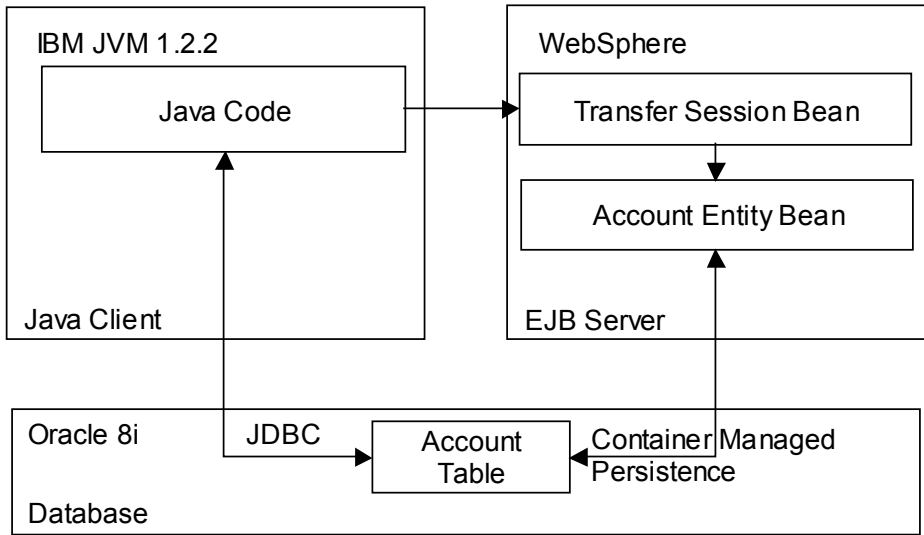 IBM JVM 1.2.2
Java Code
Java Client
WebSphere
Transfer Session Bean
Account Entity Bean
EJB Server
Oracle 8i
JDBC
Account
Table
Container Managed
Persistence
Database